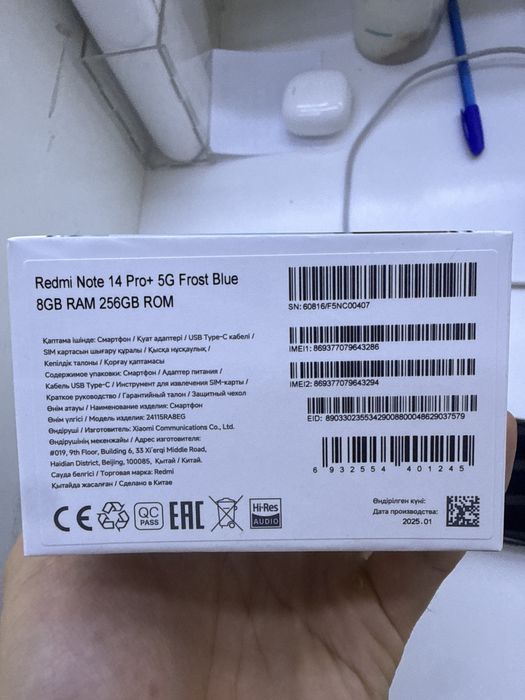 Redmi Note 14 Pro+ 5G Frost Blue
8GB RAM 256GB ROM
SN: 60816/F5NC00407
IMEI1: 869377079643286
IMEI2: 869377079643294
EID: 89033023553429008800048629037579
6 932554 401245
Қаптама ішінде: Смартфон / Қуат адаптері / USB Type-C кабелі /
SIM картасын шығару құралы / Қысқа нұсқаулық /
Кепілдік талоны / Қорғау қаптамасы
Содержимое упаковки: Смартфон / Адаптер питания /
Кабель USB Type-C / Инструмент для извлечения SIM-карты /
Краткое руководство / Гарантийный талон / Защитный чехол
Өнім атауы / Наименование изделия: Смартфон
Өнім үлгісі / Модель изделия: 24115RA8EG
Өндіруші / Изготовитель: Xiaomi Communications Co., Ltd.
Өндірушінің мекенжайы / Адрес изготовителя:
#019, 9th Floor, Building 6, 33 Xi'erqi Middle Road,
Haidian District, Beijing, 100085, Қытай / Китай.
Сауда белгісі / Торговая марка: Redmi
Қытайда жасалған / Сделано в Китае
CE
QC
PASS
EAC
Hi-Res
AUDIO
Өндірілген күні:
Дата производства:
2025.01